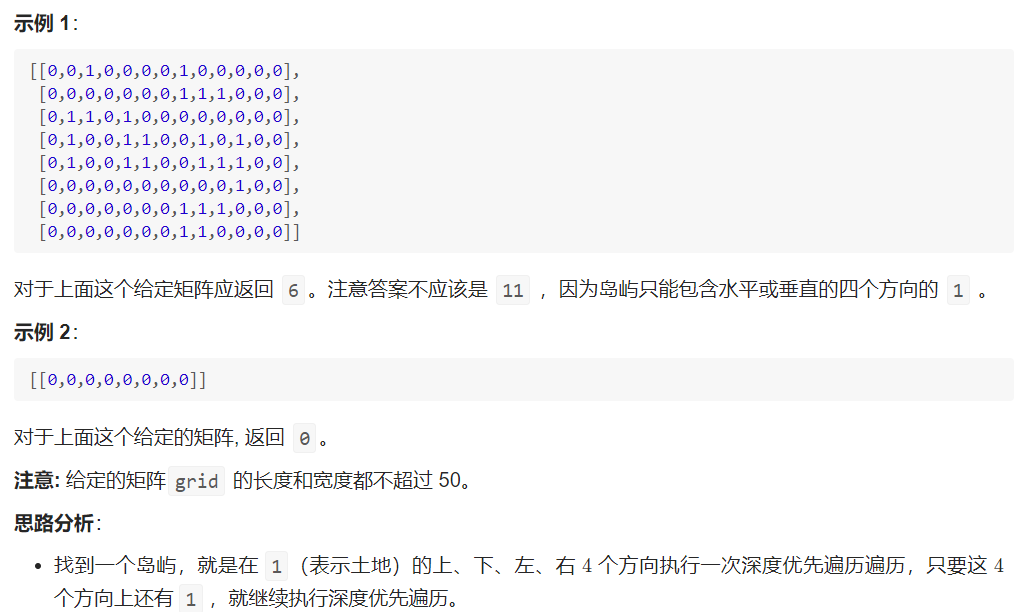 示例 1:
[[0,0,1,0,0,0,0,1,0,0,0,0,0],
[0,0,0,0,0,0,0,1,1,1,0,0,0],
[0,1,1,0,1,0,0,0,0,0,0,0,0],
[0,1,0,0,1,1,0,0,1,0,1,0,0],
[0,1,0,0,1,1,0,0,1,1,1,0,0],
[0,0,0,0,0,0,0,0,0,0,1,0,0],
[0,0,0,0,0,0,0,1,1,1,0,0,0],
[0,0,0,0,0,0,0,1,1,0,0,0,0]]
对于上面这个给定矩阵应返回 6 。注意答案不应该是 11 ，因为岛屿只能包含水平或垂直的四个方向的 1 。
示例 2:
[[0,0,0,0,0,0,0,0]]
对于上面这个给定的矩阵, 返回 0 。
注意: 给定的矩阵 grid 的长度和宽度都不超过 50。
思路分析：
• 找到一个岛屿，就是在 1 （表示土地）的上、下、左、右 4 个方向执行一次深度优先遍历遍历，只要这 4
个方向上还有 1 ，就继续执行深度优先遍历。